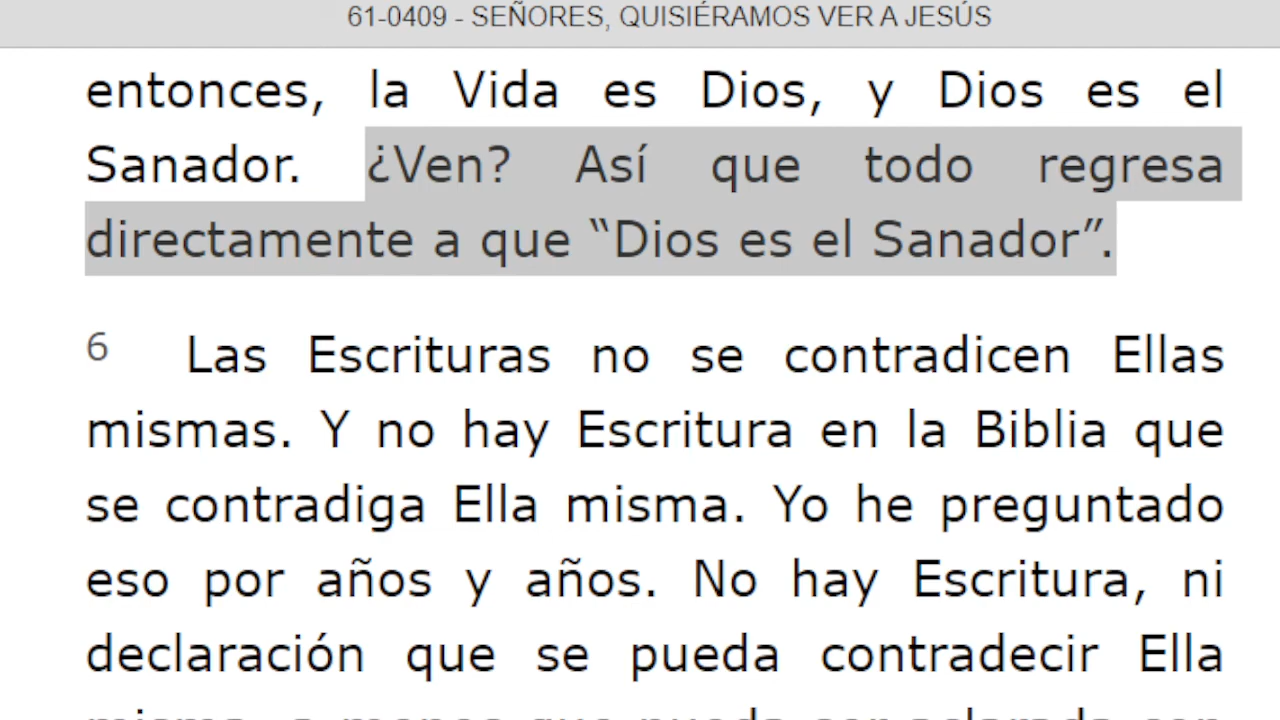 61-0409 - SEÑORES, QUISIÉRAMOS VER A JESÚS
entonces, la Vida es Dios, y Dios es el
Sanador. ¿Ven? Así que todo regresa
directamente a que “Dios es el Sanador”.
6 Las Escrituras no se contradicen Ellas
mismas. Y no hay Escritura en la Biblia que
se contradiga Ella misma. Yo he preguntado
eso por años y años. No hay Escritura, ni
declaración que se pueda contradecir Ella